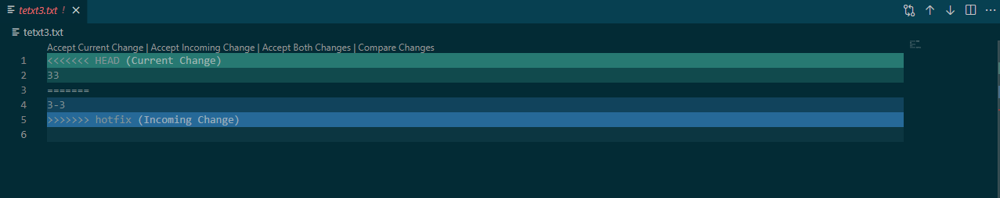 tetxt3.txt !
tetxt3.txt
Accept Current Change | Accept Incoming Change | Accept Both Changes | Compare Changes
1 <<<<<<< HEAD (Current Change)
2 33
3 =======
4 3-3
5 >>>>>>> hotfix (Incoming Change)
6